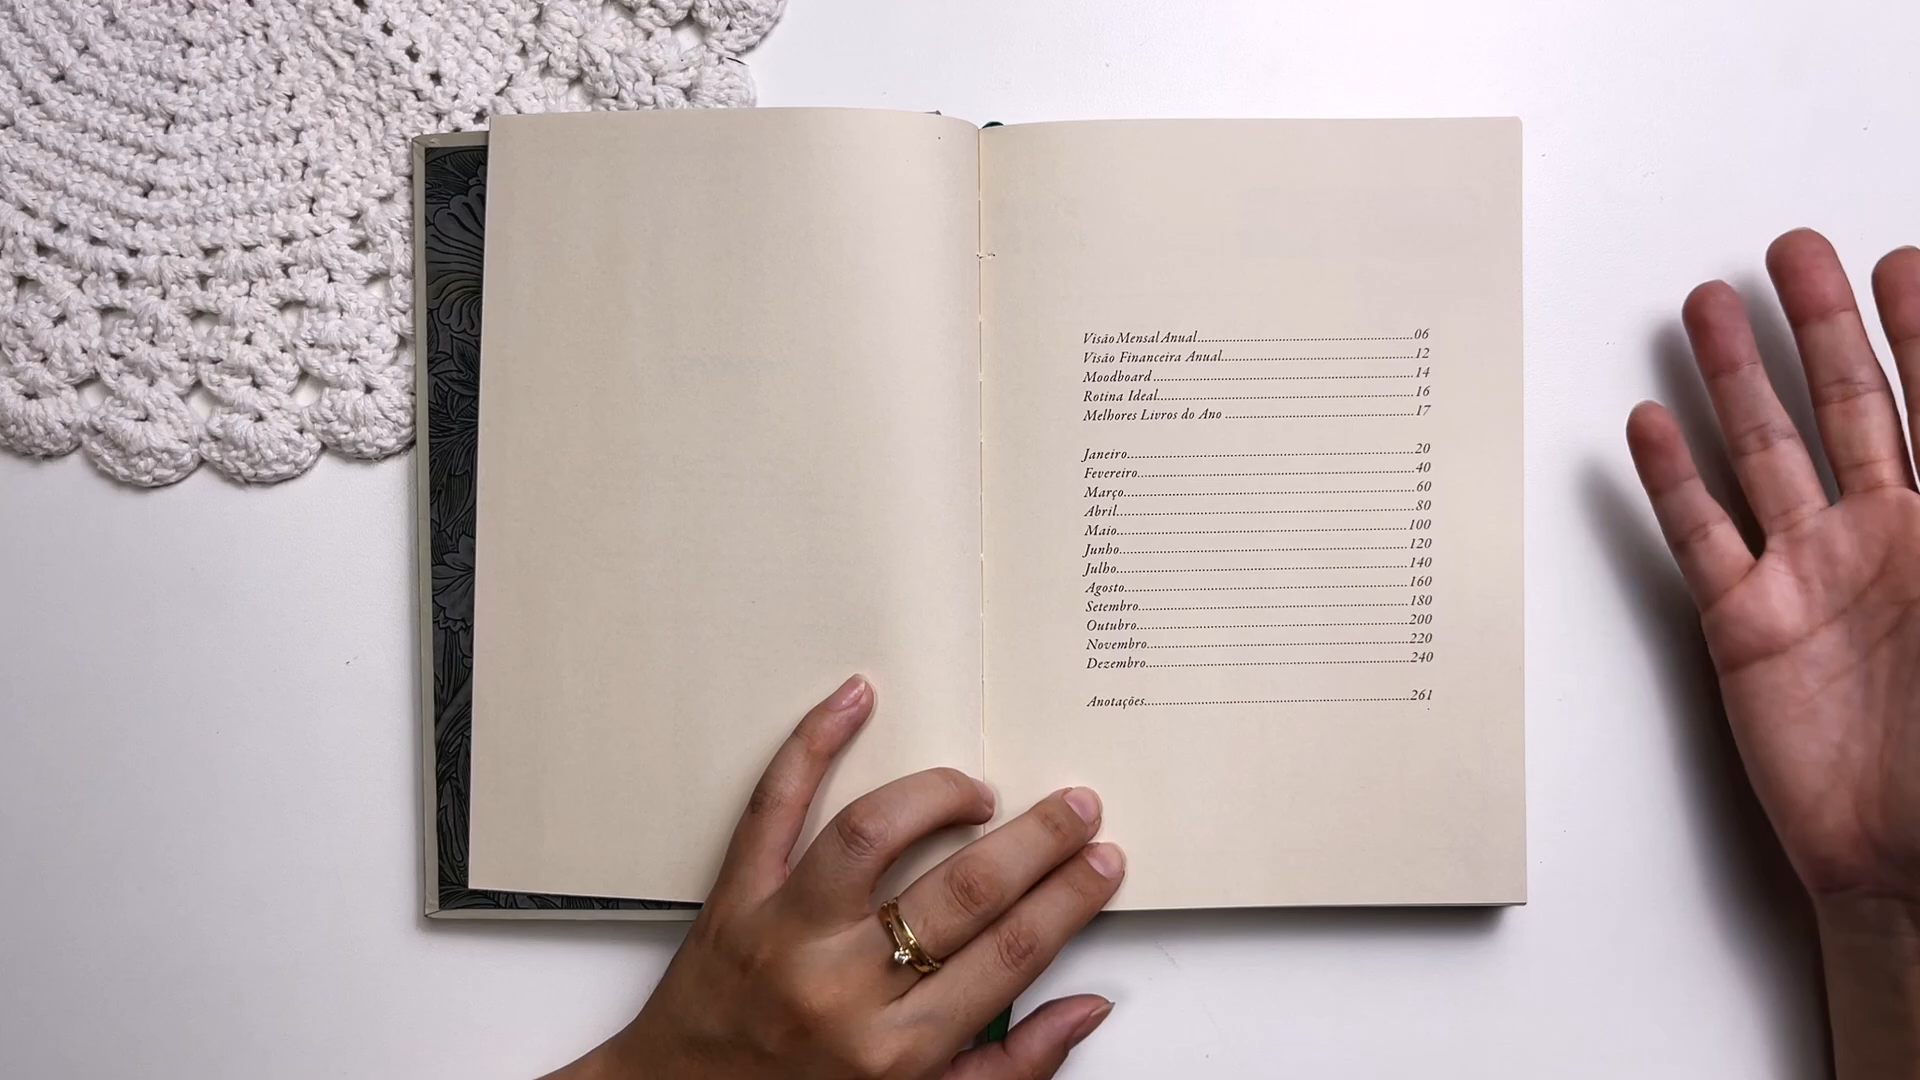 Visão Mensal Anual....................06
Visão Financeira Anual....................12
Moodboard....................14
Rotina Ideal....................16
Melhores Livros do Ano....................17
Janeiro....................20
Fevereiro....................40
Março....................60
Abril....................80
Maio....................100
Junho....................120
Julho....................140
Agosto....................160
Setembro....................180
Outubro....................200
Novembro....................220
Dezembro....................240
Anotações....................261